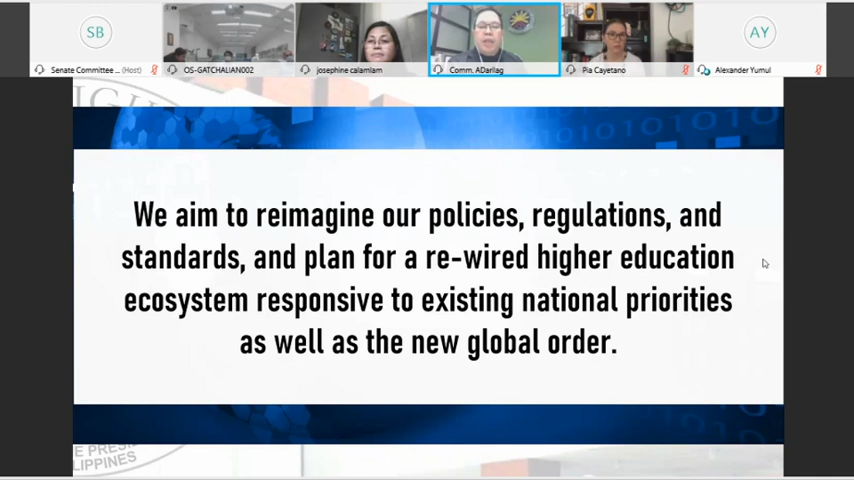 SB
AY
Senate Committee ... (Host)
OS-GATCHALIAN002
josephine calamlam
Comm. ADarilag
Pia Cayetano
Alexander Yumul
We aim to reimagine our policies, regulations, and
standards, and plan for a re-wired higher education
ecosystem responsive to existing national priorities
as well as the new global order.